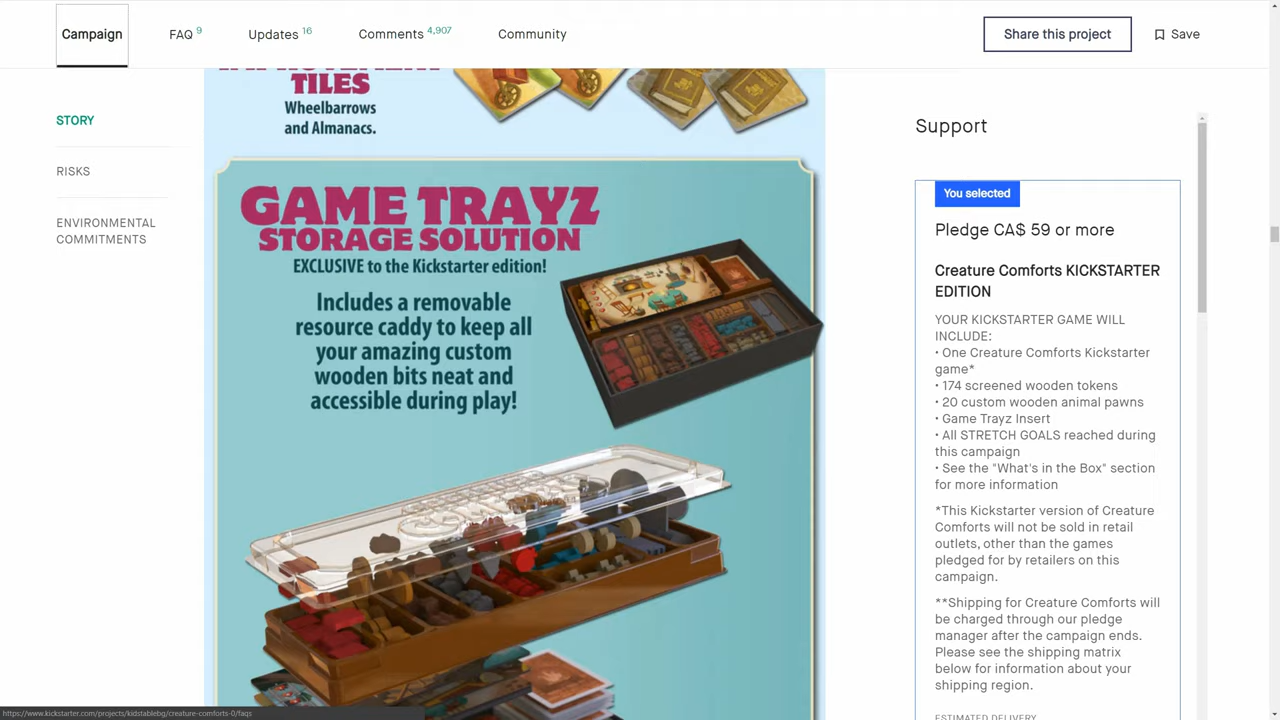 Campaign
FAQ 9
Updates 16
Comments 4,907
Community
Share this project
Save
STORY
RISKS
ENVIRONMENTAL
COMMITMENTS
TILES
Wheelbarrows
and Almanacs.
GAME TRAYZ
STORAGE SOLUTION
EXCLUSIVE to the Kickstarter edition!
Includes a removable
resource caddy to keep all
your amazing custom
wooden bits neat and
accessible during play!
Support
You selected
Pledge CA$ 59 or more
Creature Comforts KICKSTARTER
EDITION
YOUR KICKSTARTER GAME WILL
INCLUDE:
• One Creature Comforts Kickstarter
game*
• 174 screened wooden tokens
• 20 custom wooden animal pawns
• Game Trayz Insert
• All STRETCH GOALS reached during
this campaign
• See the "What's in the Box" section
for more information
*This Kickstarter version of Creature
Comforts will not be sold in retail
outlets, other than the games
pledged for by retailers on this
campaign.
**Shipping for Creature Comforts will
be charged through our pledge
manager after the campaign ends.
Please see the shipping matrix
below for information about your
shipping region.
ESTIMATED DELIVERY
https://www.kickstarter.com/projects/kidstablebg/creature-comforts-0/faqs